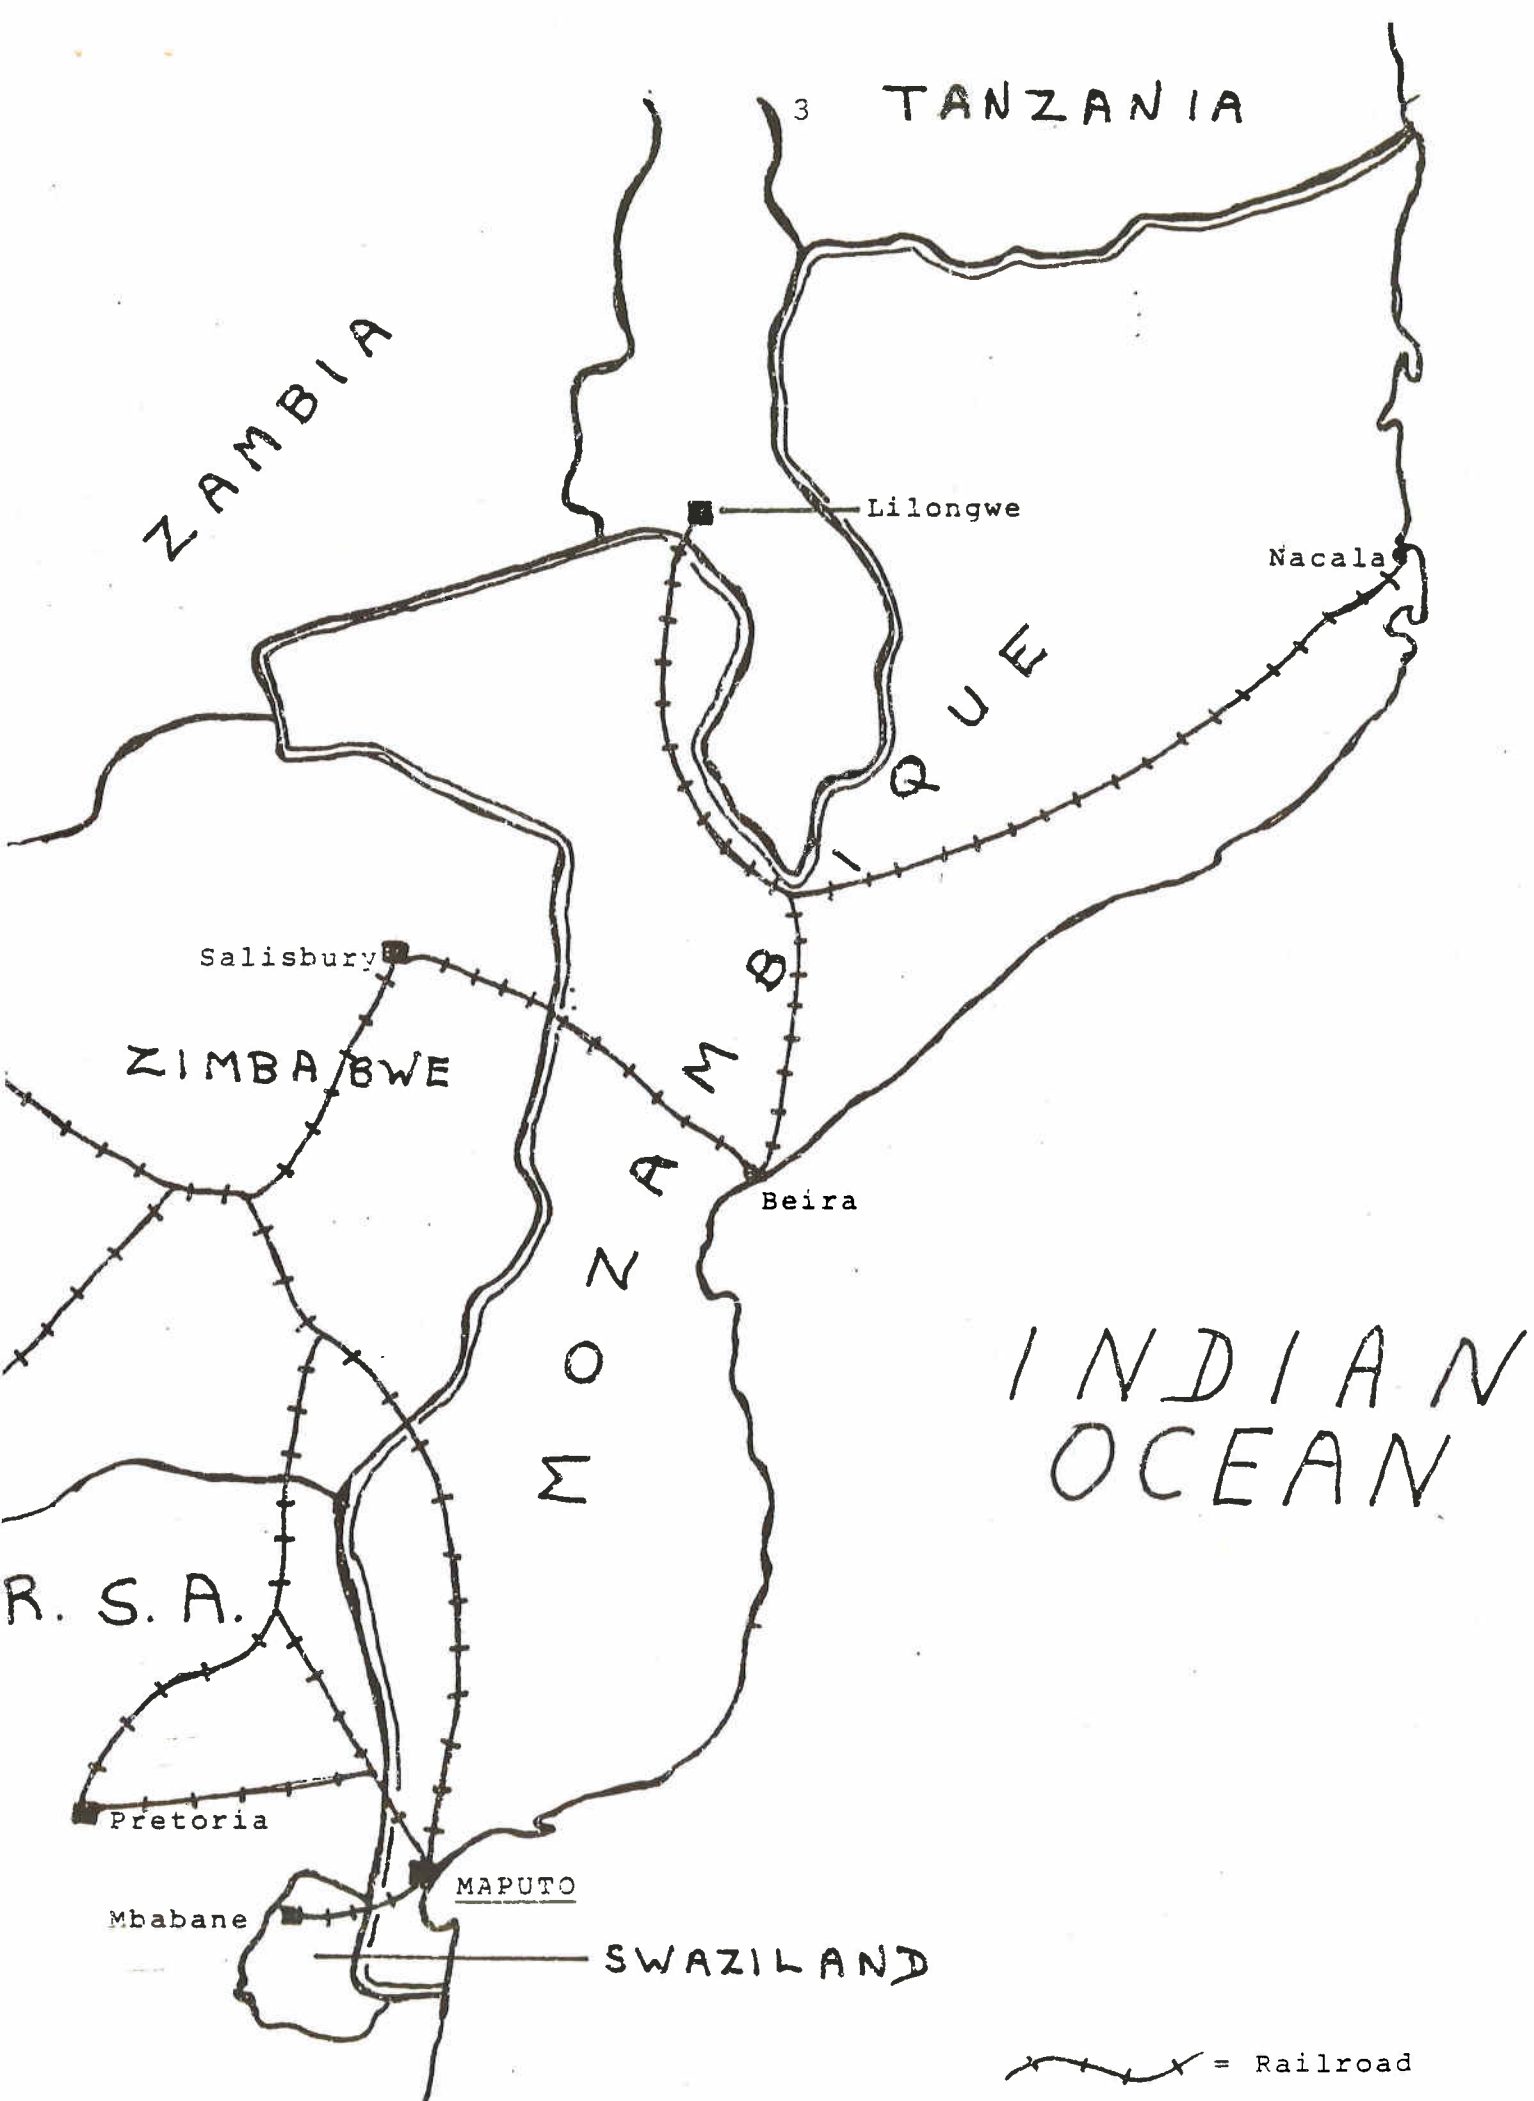 3
TANZANIA
ZAMBIA
Lilongwe
Nacala
MOZAMBIQUE
Salisbury
ZIMBABWE
Beira
INDIAN
OCEAN
R. S. A.
Pretoria
MAPUTO
Mbabane
SWAZILAND
= Railroad